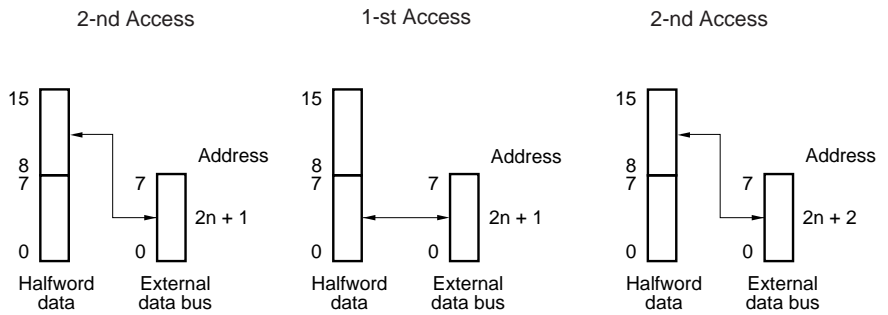 2-nd Access
1-st Access
2-nd Access
15
8
7
0
7
0
Address
2n + 1
Halfword
data
External
data bus
15
8
7
0
7
0
Address
2n + 1
Halfword
data
External
data bus
15
8
7
0
7
0
Address
2n + 2
Halfword
data
External
data bus